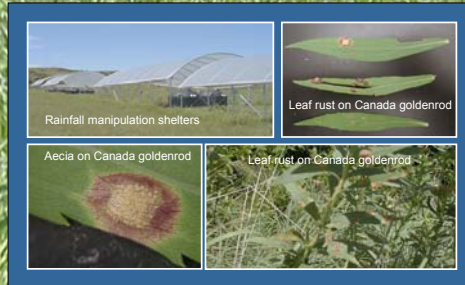 Rainfall manipulation shelters
Leaf rust on Canada goldenrod
Aecia on Canada goldenrod
Leaf rust on Canada goldenrod